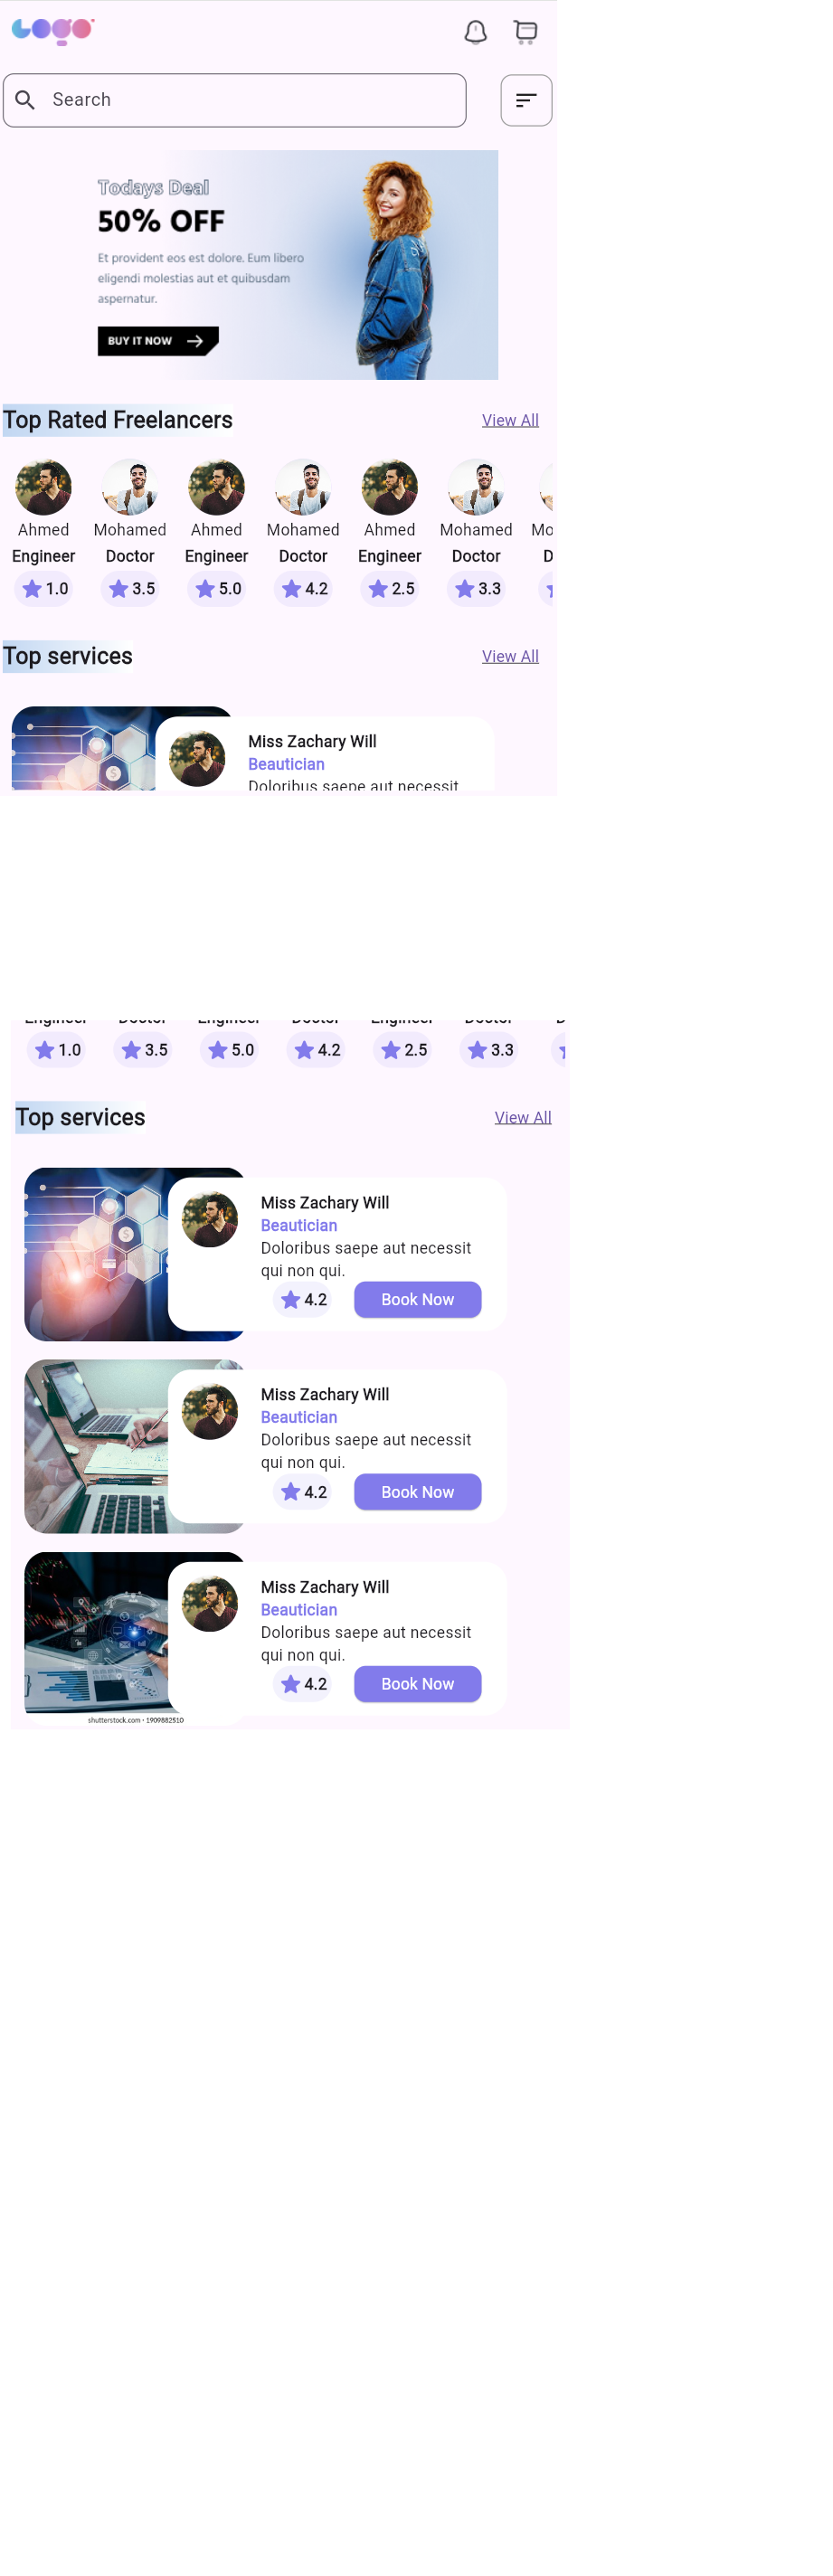 Logo
Search
Todays Deal
50% OFF
Et provident eos est dolore. Eum libero
eligendi molestias aut et quibusdam
aspernatur.
BUY IT NOW
Top Rated Freelancers View All
Ahmed Mohamed Ahmed Mohamed Ahmed Mohamed Mo
Engineer Doctor Engineer Doctor Engineer Doctor D
1.0 3.5 5.0 4.2 2.5 3.3
Top services View All
Miss Zachary Will
Beautician
Doloribus saepe aut necessit
Engineer Doctor Engineer Doctor Engineer Doctor D
1.0 3.5 5.0 4.2 2.5 3.3
Top services View All
Miss Zachary Will
Beautician
Doloribus saepe aut necessit
qui non qui.
4.2 Book Now
Miss Zachary Will
Beautician
Doloribus saepe aut necessit
qui non qui.
4.2 Book Now
Miss Zachary Will
Beautician
Doloribus saepe aut necessit
qui non qui.
4.2 Book Now
shutterstock.com • 1909882510